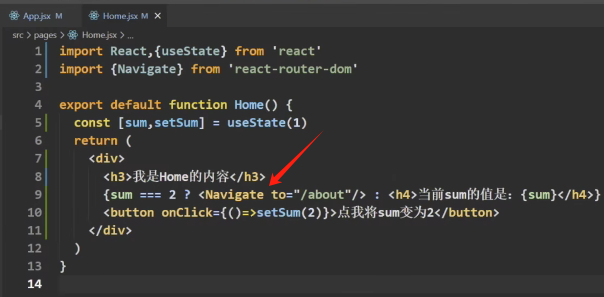 App.jsx M Home.jsx M ×
src > pages > Home.jsx > ...
1 import React,{useState} from 'react'
2 import {Navigate} from 'react-router-dom'
3
4 export default function Home() {
5 const [sum,setSum] = useState(1)
6 return (
7 <div>
8 <h3>我是Home的内容</h3>
9 {sum === 2 ? <Navigate to="/about"/> : <h4>当前sum的值是：{sum}</h4>}
10 <button onClick={()=>setSum(2)}>点我将sum变为2</button>
11 </div>
12 )
13 }
14